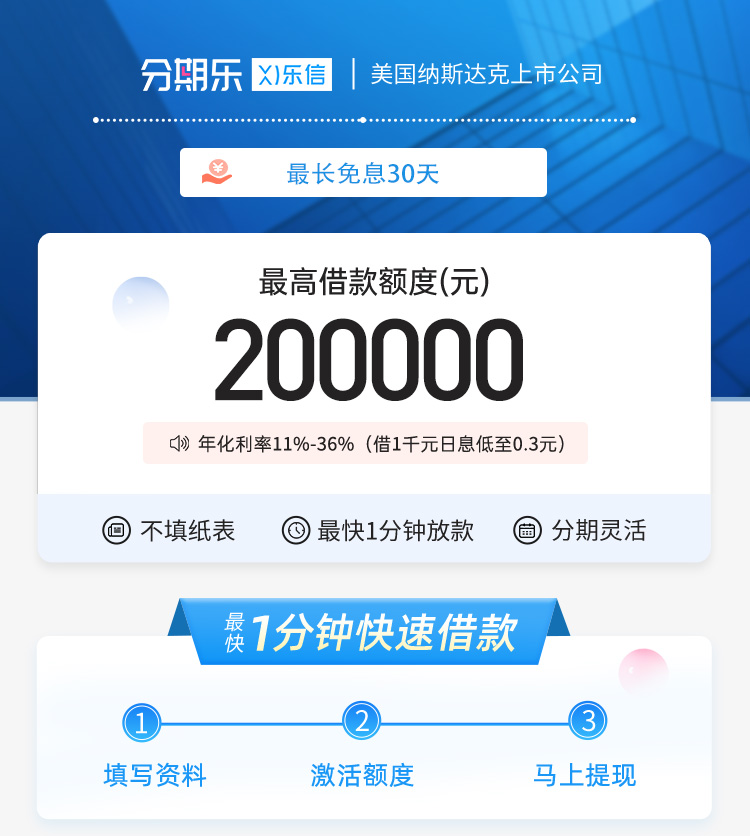 分期乐 乐信 美国纳斯达克上市公司
¥ 最长免息30天
最高借款额度(元)
200000
年化利率11%-36%（借1千元日息低至0.3元）
不填纸表 最快1分钟放款 分期灵活
最快 1分钟快速借款
1 2 3
填写资料 激活额度 马上提现